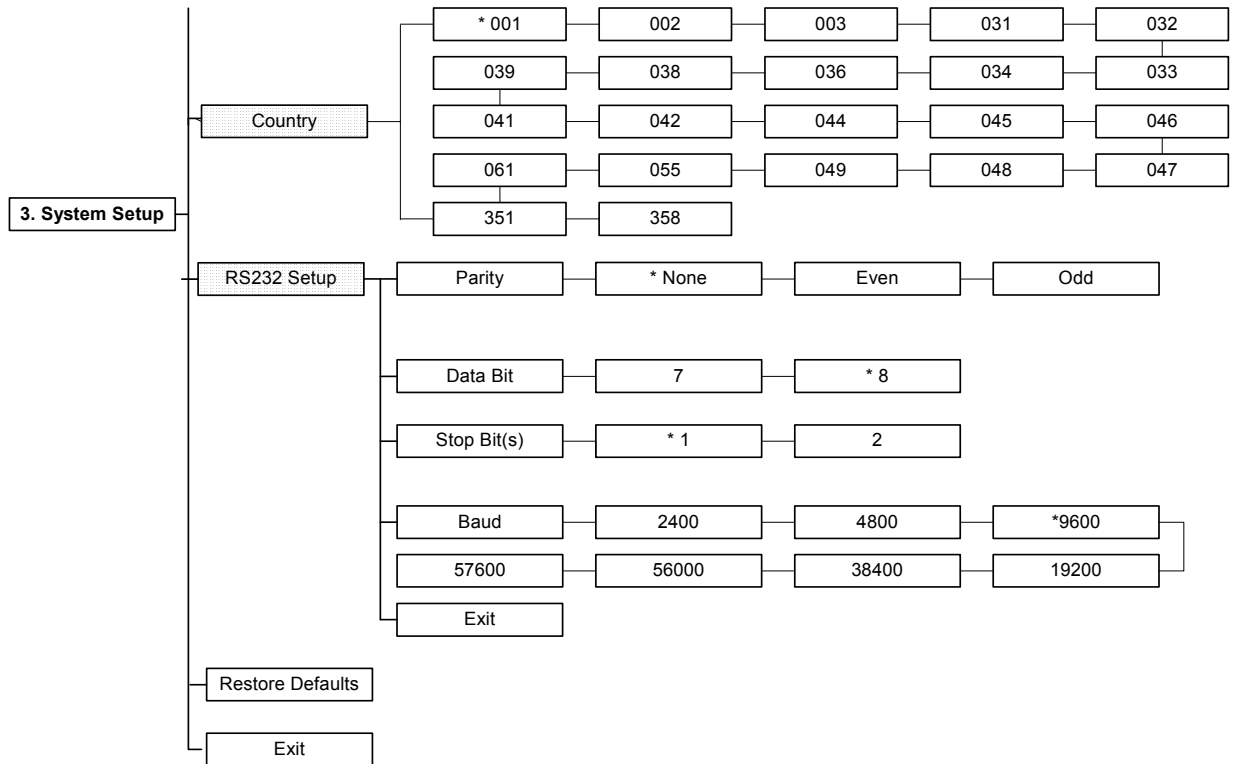 * 001 002 003 031 032
039 038 036 034 033
Country
041 042 044 045 046
061 055 049 048 047
3. System Setup
351 358
RS232 Setup Parity * None Even Odd
Data Bit 7 * 8
Stop Bit(s) * 1 2
Baud 2400 4800 *9600
57600 56000 38400 19200
Exit
Restore Defaults
Exit